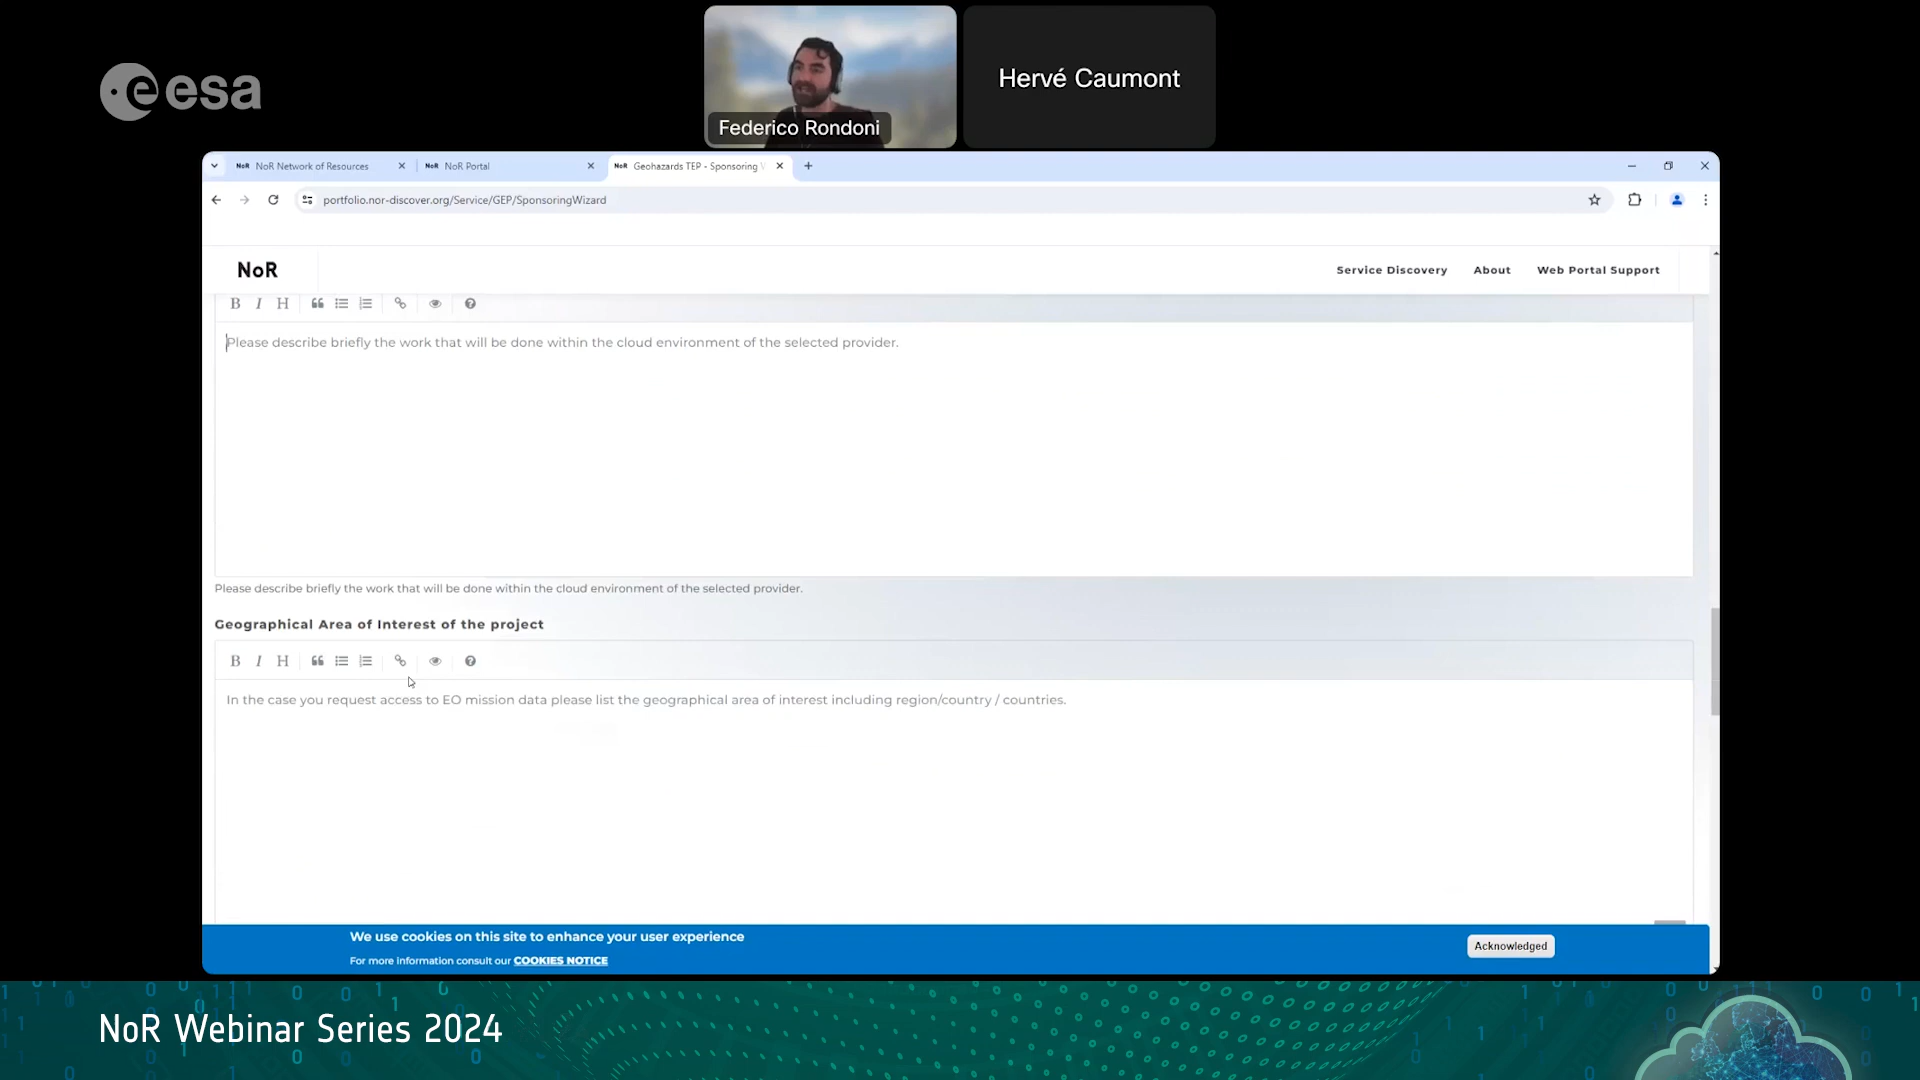 esa
Federico Rondoni
Hervé Caumont
NoR NoR Network of Resources
NoR NoR Portal
NoR Geohazards TEP - Sponsoring
portfolio.nor-discover.org/Service/GEP/SponsoringWizard
NoR
Service Discovery
About
Web Portal Support
B I H
Please describe briefly the work that will be done within the cloud environment of the selected provider.
Please describe briefly the work that will be done within the cloud environment of the selected provider.
Geographical Area of Interest of the project
B I H
In the case you request access to EO mission data please list the geographical area of interest including region/country / countries.
We use cookies on this site to enhance your user experience
For more information consult our COOKIES NOTICE
Acknowledged
NoR Webinar Series 2024